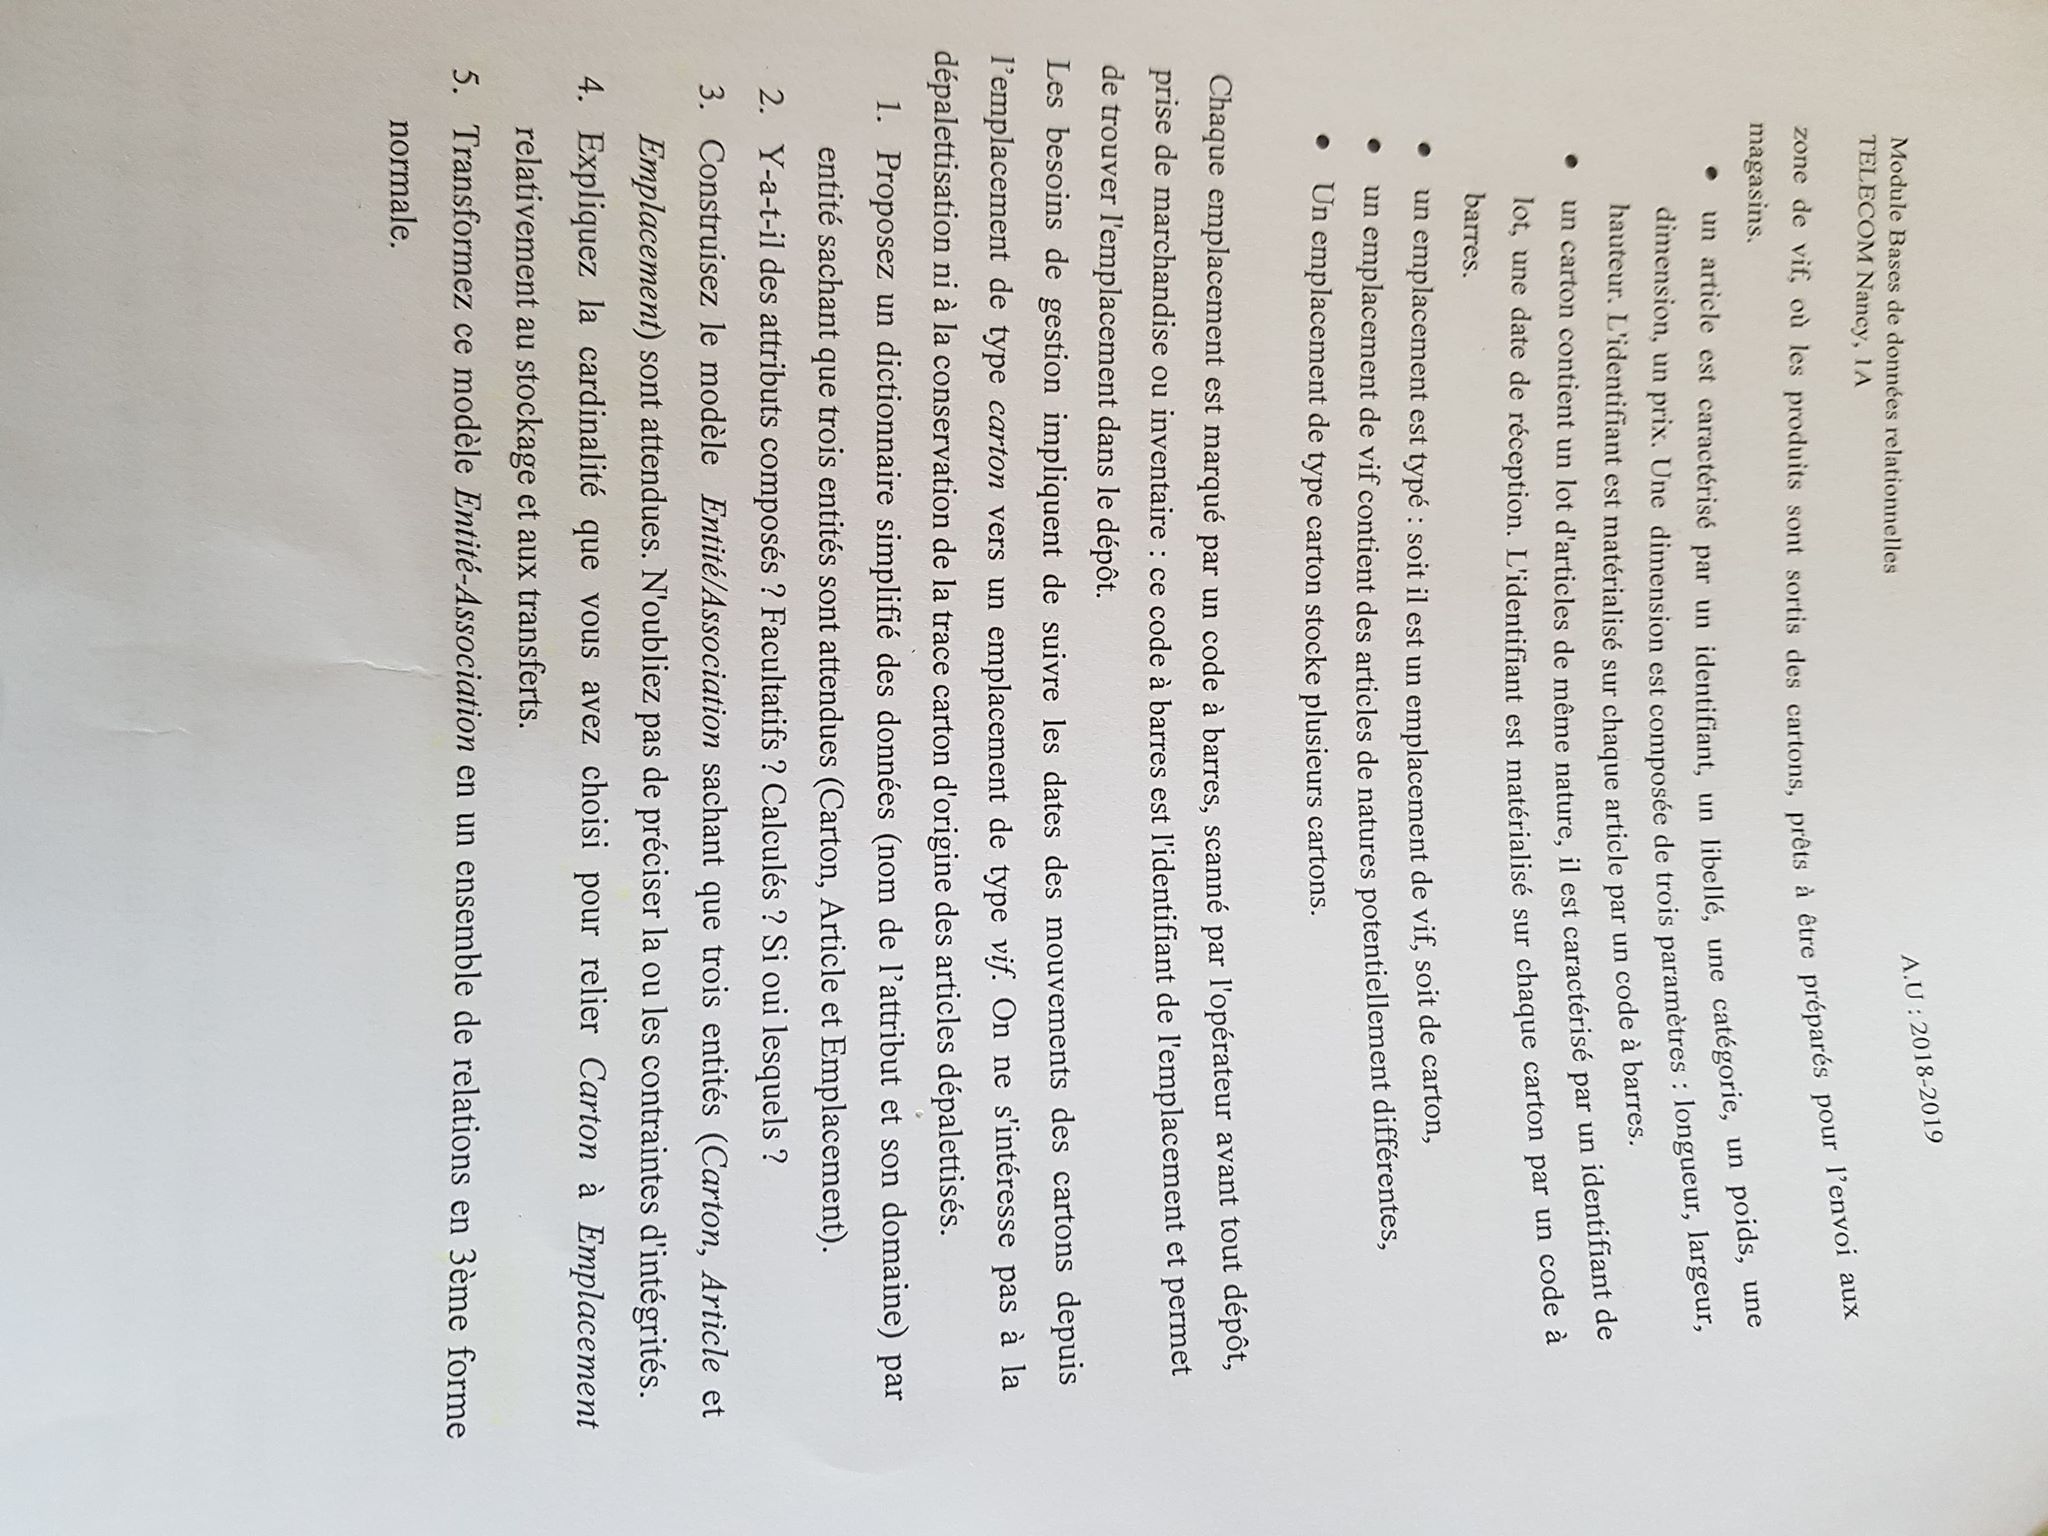 Module Bases de données relationnelles
TELECOM Nancy, 1A
A.U : 2018-2019
zone de vif, où les produits sont sortis des cartons, prêts à être préparés pour l’envoi aux
magasins.
• un article est caractérisé par un identifiant, un libellé, une catégorie, un poids, une
dimension, un prix. Une dimension est composée de trois paramètres : longueur, largeur,
hauteur. L'identifiant est matérialisé sur chaque article par un code à barres.
• un carton contient un lot d'articles de même nature, il est caractérisé par un identifiant de
lot, une date de réception. L'identifiant est matérialisé sur chaque carton par un code à
barres.
• un emplacement est typé : soit il est un emplacement de vif, soit de carton,
• un emplacement de vif contient des articles de natures potentiellement différentes,
• Un emplacement de type carton stocke plusieurs cartons.
Chaque emplacement est marqué par un code à barres, scanné par l'opérateur avant tout dépôt,
prise de marchandise ou inventaire : ce code à barres est l'identifiant de l'emplacement et permet
de trouver l'emplacement dans le dépôt.
Les besoins de gestion impliquent de suivre les dates des mouvements des cartons depuis
l’emplacement de type carton vers un emplacement de type vif. On ne s'intéresse pas à la
dépalettisation ni à la conservation de la trace carton d'origine des articles dépalettisés.
1. Proposez un dictionnaire simplifié des données (nom de l’attribut et son domaine) par
entité sachant que trois entités sont attendues (Carton, Article et Emplacement).
2. Y-a-t-il des attributs composés ? Facultatifs ? Calculés ? Si oui lesquels ?
3. Construisez le modèle Entité/Association sachant que trois entités (Carton, Article et
Emplacement) sont attendues. N'oubliez pas de préciser la ou les contraintes d'intégrités.
4. Expliquez la cardinalité que vous avez choisi pour relier Carton à Emplacement
relativement au stockage et aux transferts.
5. Transformez ce modèle Entité-Association en un ensemble de relations en 3ème forme
normale.